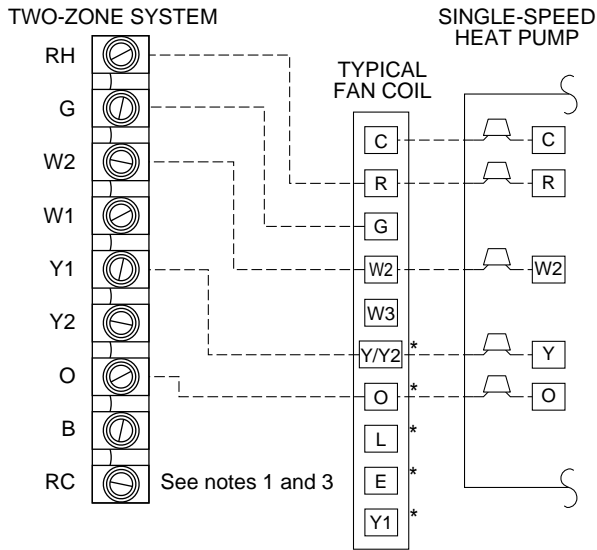 TWO-ZONE SYSTEM
SINGLE-SPEED
HEAT PUMP
TYPICAL
FAN COIL
RH
G
W2
W1
Y1
Y2
O
B
RC
See notes 1 and 3
C
R
G
W2
W3
Y/Y2 *
O *
L *
E *
Y1 *
C
R
W2
Y
O